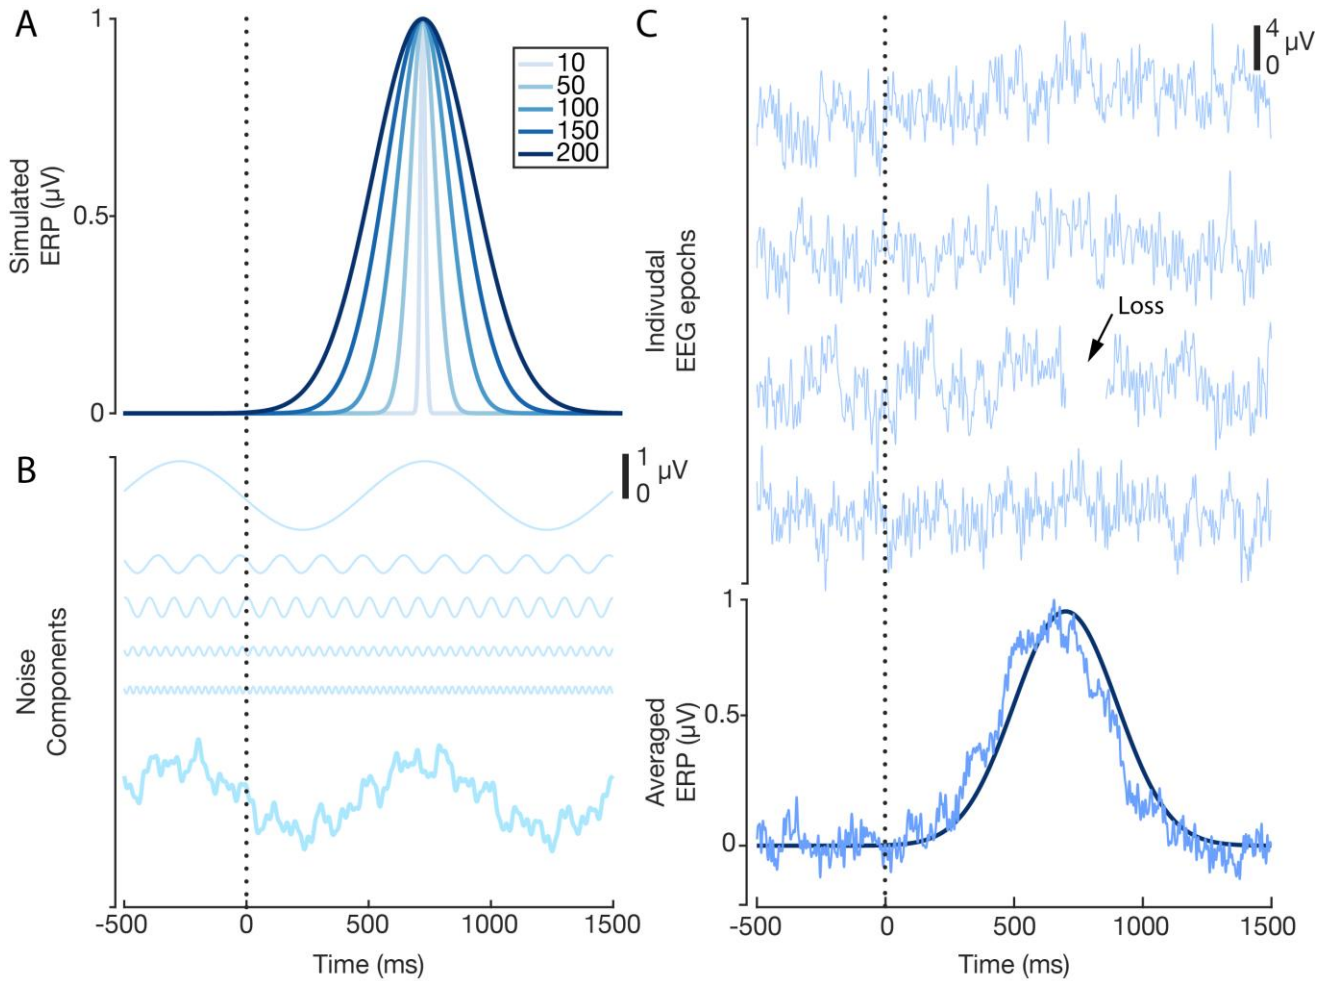 A
1
0.5
0
Simulated
ERP (µV)
10
50
100
150
200
B
1
0
µV
Noise
Components
-500
0
500
1000
1500
Time (ms)
C
4
0
µV
Indivudal
EEG epochs
Loss
1
0.5
0
Averaged
ERP (µV)
-500
0
500
1000
1500
Time (ms)